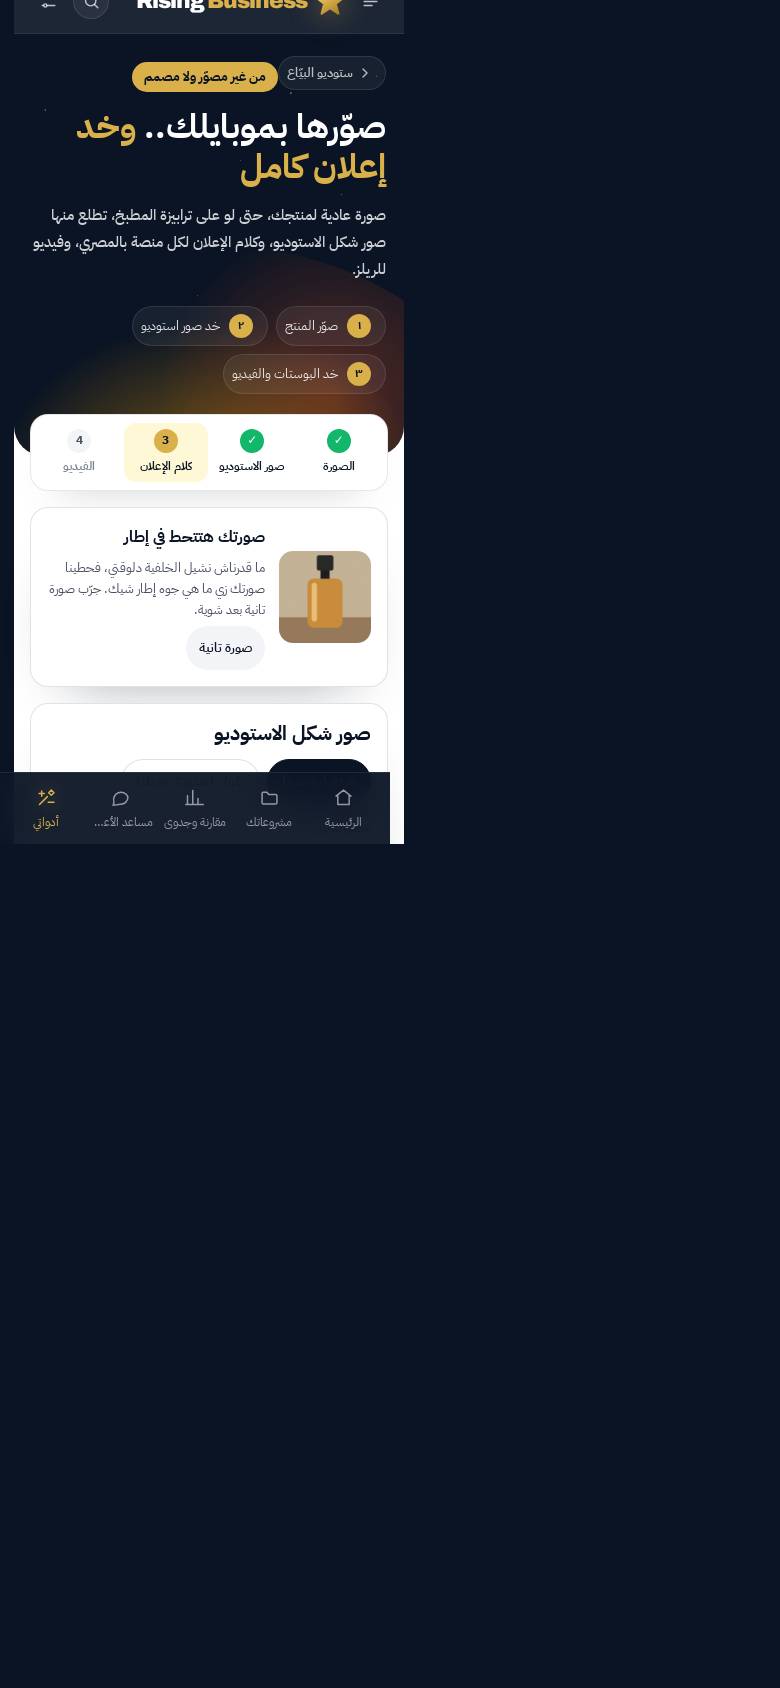 Rising Business
ستوديو البيّاع
من غير مصوّر ولا مصمم
صوّرها بموبايلك.. وخد
إعلان كامل
صورة عادية لمنتجك، حتى لو على ترابيزة المطبخ، تطلع منها
صور شكل الاستوديو، وكلام الإعلان لكل منصة بالمصري، وفيديو
للريلز.
١ صوّر المنتج
٢ خد صور استوديو
٣ خد البوستات والفيديو
✓ الصورة
✓ صور الاستوديو
3 كلام الإعلان
4 الفيديو
صورتك هتتحط في إطار
ما قدرناش نشيل الخلفية دلوقتي، فحطينا
صورتك زي ما هي جوه إطار شيك. جرّب صورة
تانية بعد شوية.
صورة تانية
صور شكل الاستوديو
الرئيسية
مشروعاتك
مقارنة وجدوى
مساعد الأع...
أدواتي